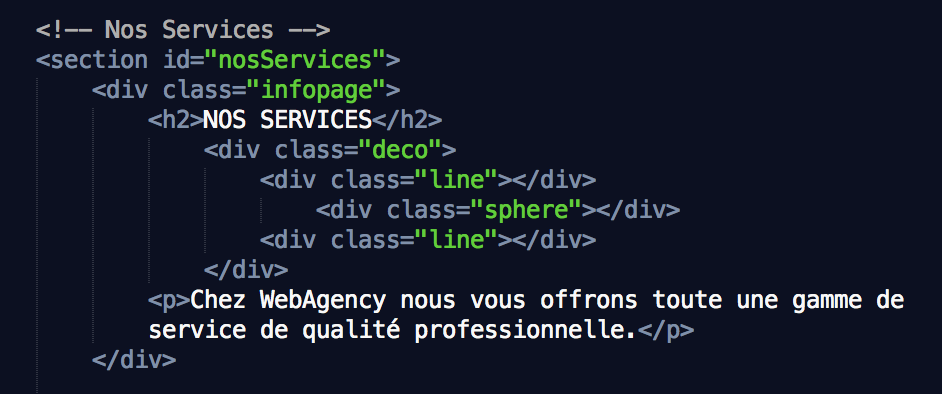 <!-- Nos Services -->
<section id="nosServices">
<div class="infopage">
<h2>NOS SERVICES</h2>
<div class="deco">
<div class="line"></div>
<div class="sphere"></div>
<div class="line"></div>
</div>
<p>Chez WebAgency nous vous offrons toute une gamme de
service de qualité professionnelle.</p>
</div>